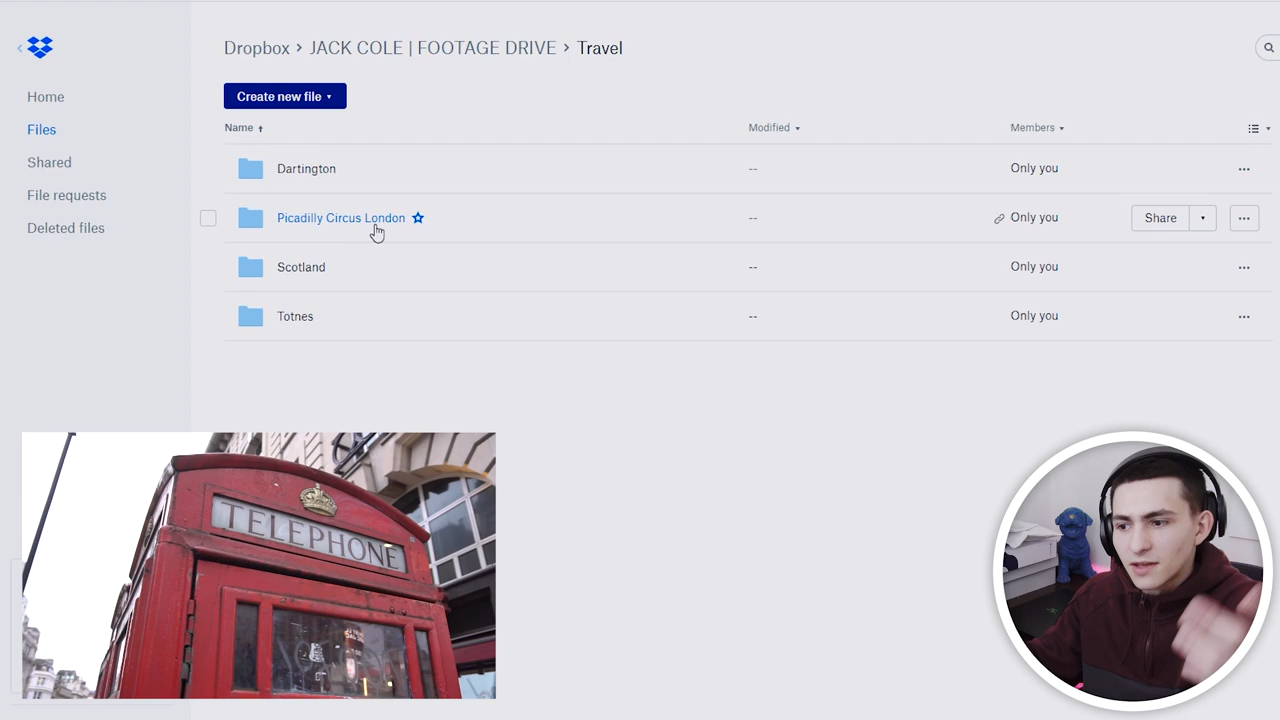 Dropbox > JACK COLE | FOOTAGE DRIVE > Travel
Home
Files
Shared
File requests
Deleted files
Create new file
Name Modified Members
Dartington -- Only you
Picadilly Circus London -- Only you Share
Scotland -- Only you
Totnes -- Only you
TELEPHONE